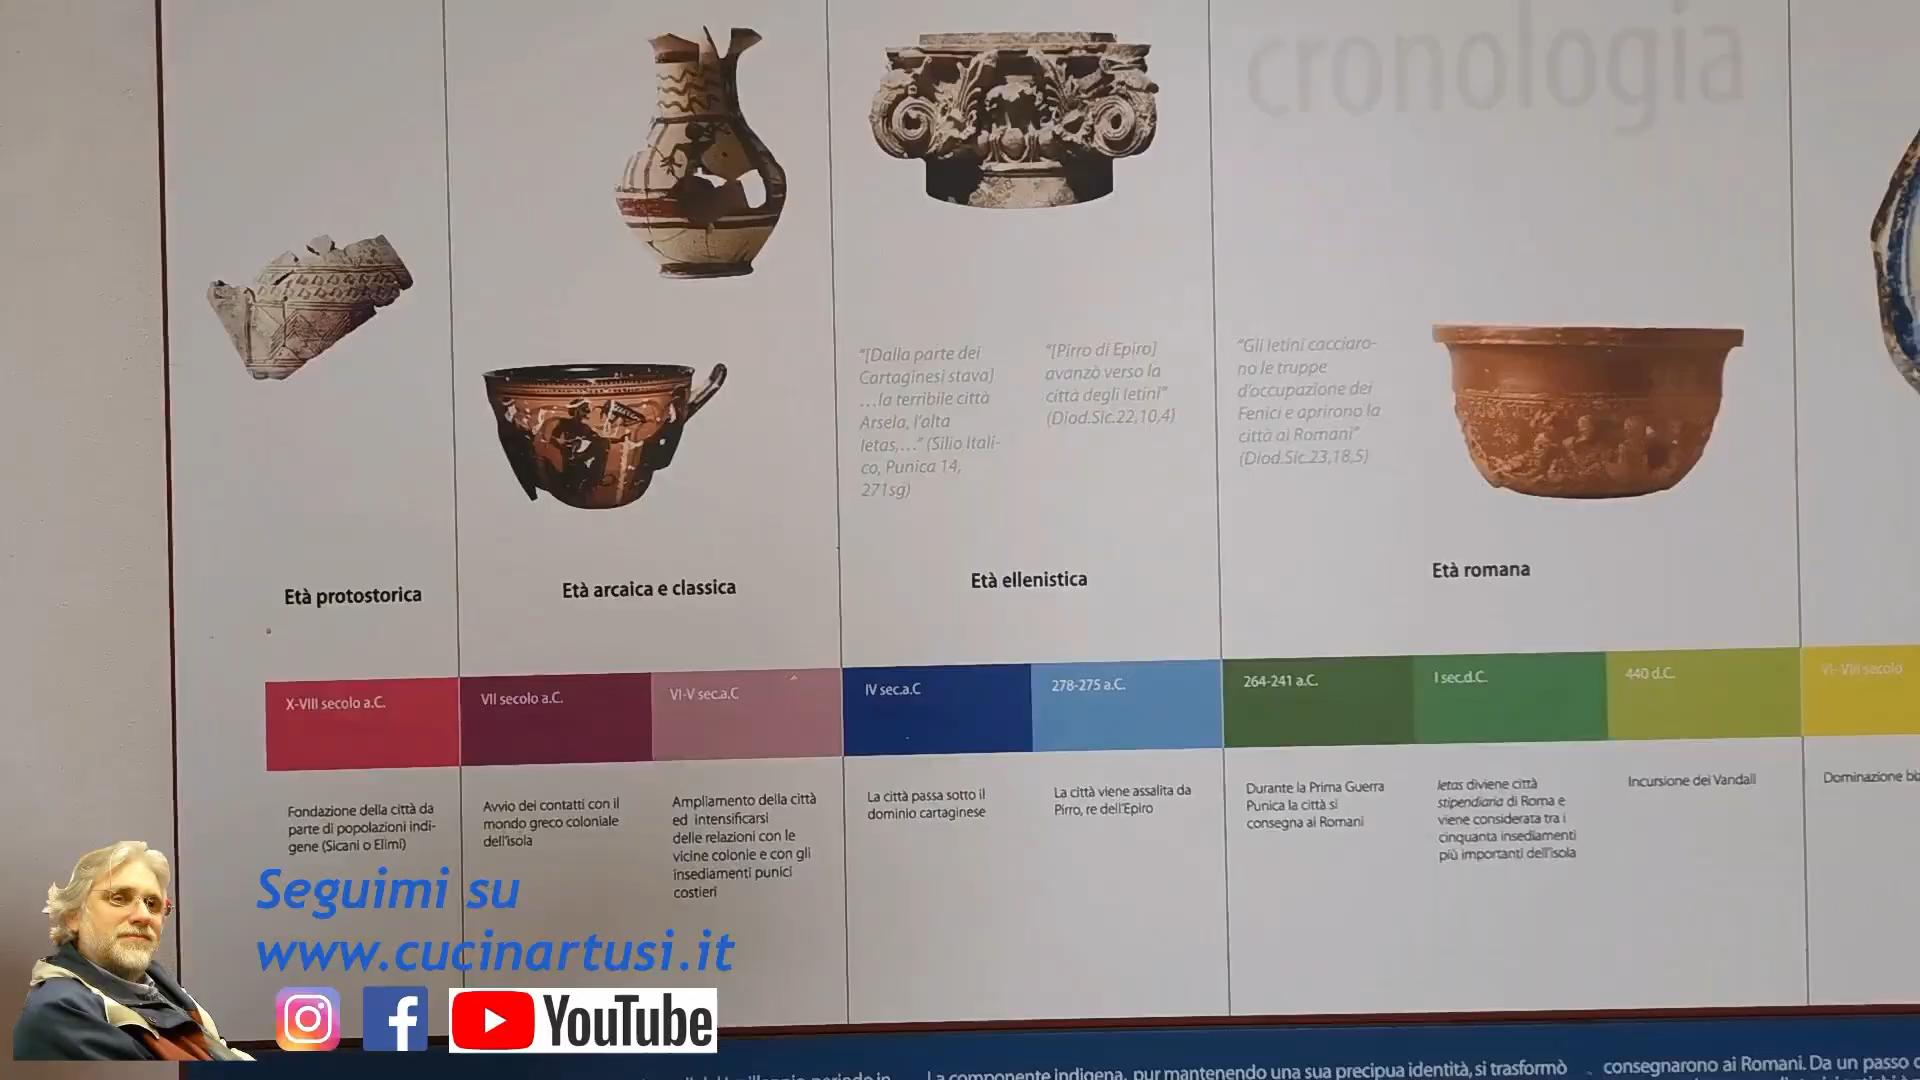 cronologia
"[Dalla parte dei
Cartaginesi stava]
...la terribile città
Arsela, l'alta
Ietas,..." (Silio Itali-
co, Punica 14,
271sg)
"[Pirro di Epiro]
avanzò verso la
città degli Ietini"
(Diod.Sic.22,10,4)
"Gli Ietini cacciaro-
no le truppe
d'occupazione dei
Fenici e aprirono la
città ai Romani"
(Diod.Sic.23,18,5)
Età protostorica
Età arcaica e classica
Età ellenistica
Età romana
X-VIII secolo a.C.
VII secolo a.C.
VI-V sec.a.C
IV sec.a.C
278-275 a.C.
264-241 a.C.
I sec.d.C.
440 d.C.
VI-VIII secolo
Fondazione della città da
parte di popolazioni indi-
gene (Sicani o Elimi)
Avvio dei contatti con il
mondo greco coloniale
dell'isola
Ampliamento della città
ed intensificarsi
delle relazioni con le
vicine colonie e con gli
insediamenti punici
costieri
La città passa sotto il
dominio cartaginese
La città viene assalita da
Pirro, re dell'Epiro
Durante la Prima Guerra
Punica la città si
consegna ai Romani
Ietas diviene città
stipendiaria di Roma e
viene considerata tra i
cinquanta insediamenti
più importanti dell'isola
Incursione dei Vandali
Dominazione
Seguimi su
www.cucinartusi.it
YouTube
La componente indigena, pur mantenendo una sua precipua identità, si trasformò
consegnarono ai Romani. Da un passo